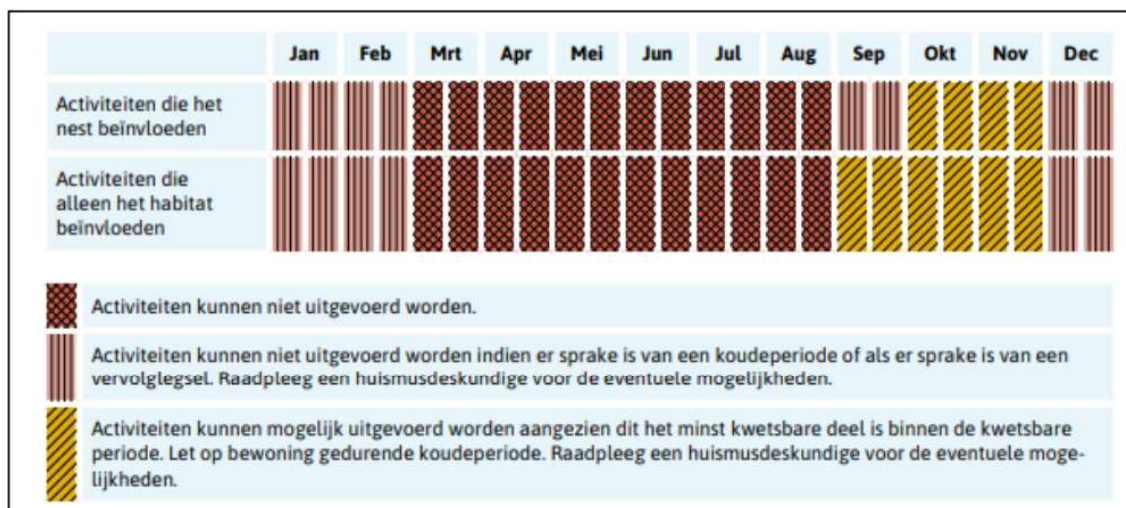 Jan Feb Mrt Apr Mei Jun Jul Aug Sep Okt Nov Dec
Activiteiten die het
nest beïnvloeden
Activiteiten die
alleen het habitat
beïnvloeden
Activiteiten kunnen niet uitgevoerd worden.
Activiteiten kunnen niet uitgevoerd worden indien er sprake is van een koudeperiode of als er sprake is van een
vervolglegsel. Raadpleeg een huismusdeskundige voor de eventuele mogelijkheden.
Activiteiten kunnen mogelijk uitgevoerd worden aangezien dit het minst kwetsbare deel is binnen de kwetsbare
periode. Let op bewoning gedurende koudeperiode. Raadpleeg een huismusdeskundige voor de eventuele moge-
lijkheden.